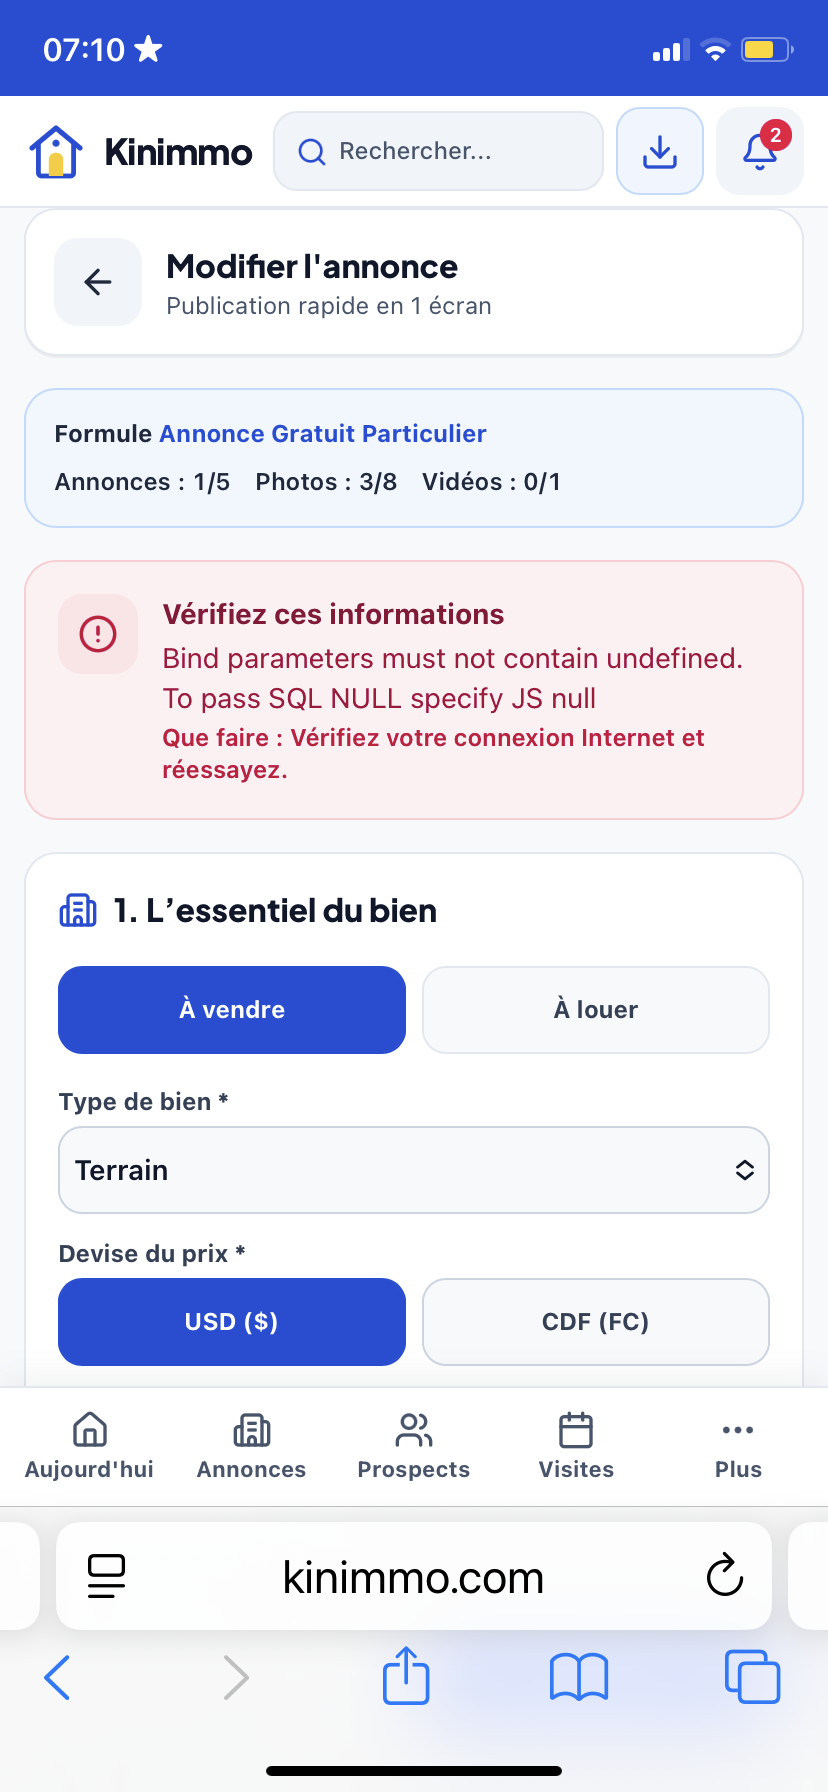 07:10
Kinimmo
Rechercher...
2
Modifier l'annonce
Publication rapide en 1 écran
Formule Annonce Gratuit Particulier
Annonces : 1/5 Photos : 3/8 Vidéos : 0/1
Vérifiez ces informations
Bind parameters must not contain undefined.
To pass SQL NULL specify JS null
Que faire : Vérifiez votre connexion Internet et
réessayez.
1. L’essentiel du bien
À vendre
À louer
Type de bien *
Terrain
Devise du prix *
USD ($)
CDF (FC)
Aujourd'hui
Annonces
Prospects
Visites
Plus
kinimmo.com